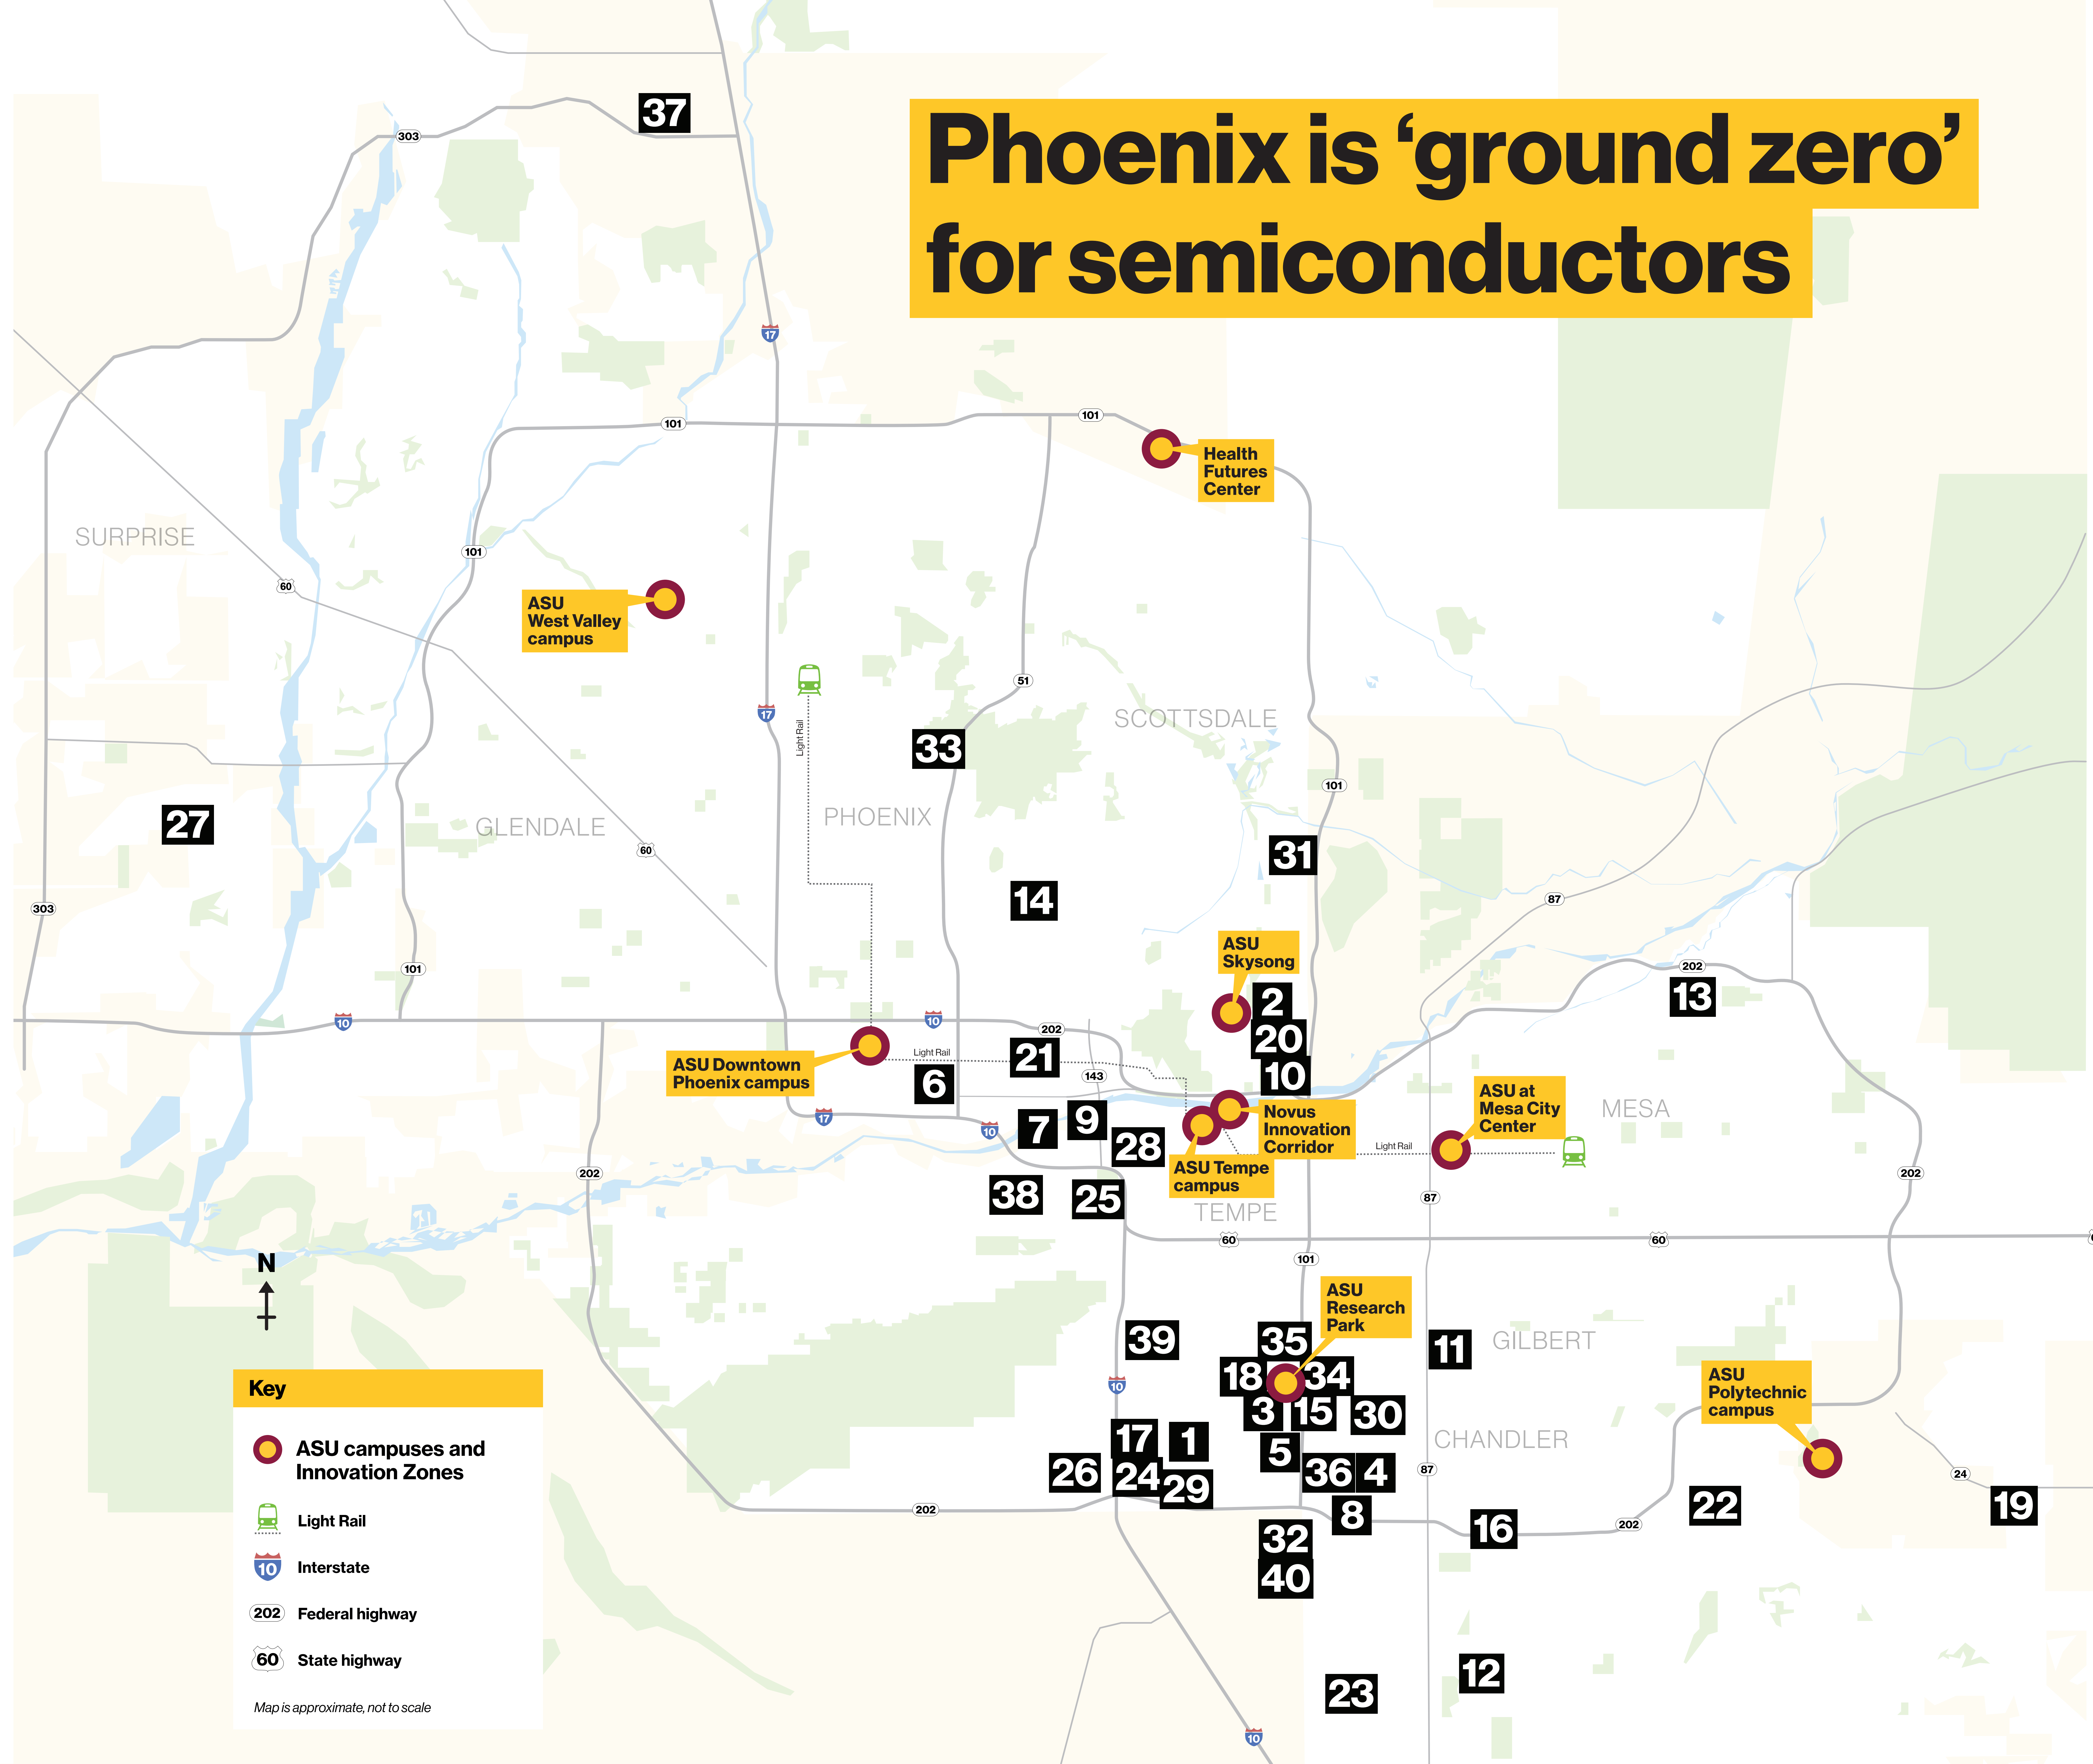 Phoenix is ‘ground zero’
for semiconductors
37
303
17
101
101
Health
Futures
Center
SURPRISE
101
60
ASU
West Valley
campus
51
17
Light Rail
SCOTTSDALE
33
101
27
GLENDALE
PHOENIX
60
31
14
87
303
ASU
Skysong
101
202
13
2
10
10
202
20
ASU Downtown
Phoenix campus
Light Rail
21
6
143
10
ASU at
Mesa City
Center
MESA
17
10
7
9
28
Novus
Innovation
Corridor
Light Rail
ASU Tempe
campus
202
202
38
25
87
TEMPE
60
60
101
N
ASU
Research
Park
39
35
11
GILBERT
18
34
10
ASU
Polytechnic
campus
3
15
30
17
1
5
CHANDLER
26
24
29
36
4
87
24
202
8
16
202
22
19
32
40
12
23
10
Key
ASU campuses and
Innovation Zones
Light Rail
10
Interstate
202
Federal highway
60
State highway
Map is approximate, not to scale